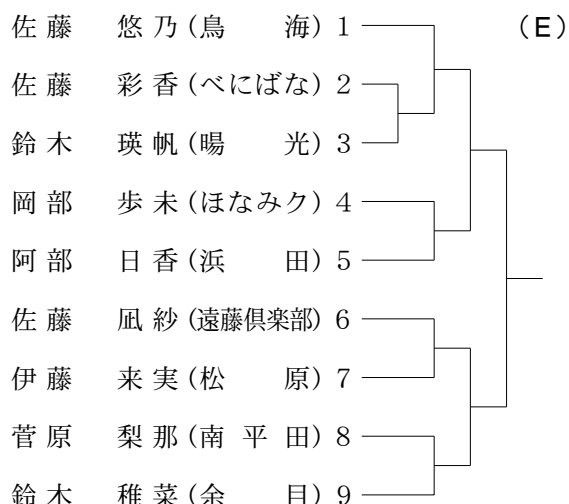 佐藤 悠乃(鳥 海) 1 (E)
佐藤 彩香(べにばな) 2
鈴木 瑛帆(暘 光) 3
岡部 歩未(ほなみク) 4
阿部 日香(浜 田) 5
佐藤 凪紗(遠藤倶楽部) 6
伊藤 来実(松 原) 7
菅原 梨那(南平田) 8
鈴木 稚菜(余 目) 9